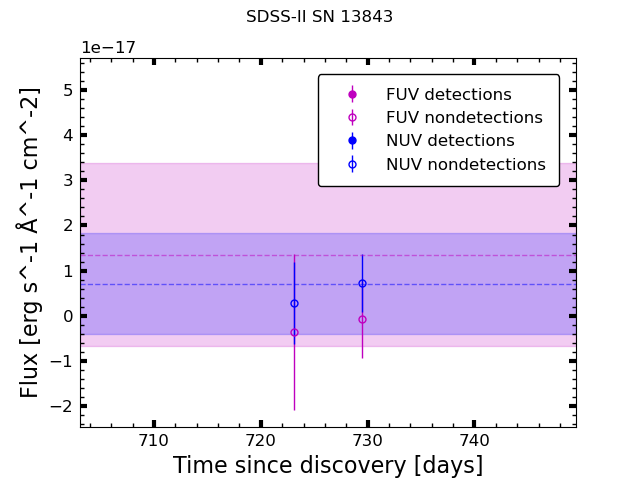 SDSS-II SN 13843
1e−17
FUV detections
FUV nondetections
NUV detections
NUV nondetections
5
4
3
2
1
0
−1
−2
Flux [erg s^-1 Å^-1 cm^-2]
710
720
730
740
Time since discovery [days]